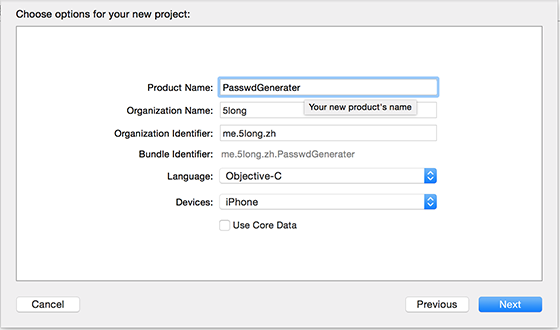 Choose options for your new project:
Product Name: PasswdGenerater
Organization Name: 5long
Your new product's name
Organization Identifier: me.5long.zh
Bundle Identifier: me.5long.zh.PasswdGenerater
Language: Objective-C
Devices: iPhone
Use Core Data
Cancel Previous Next